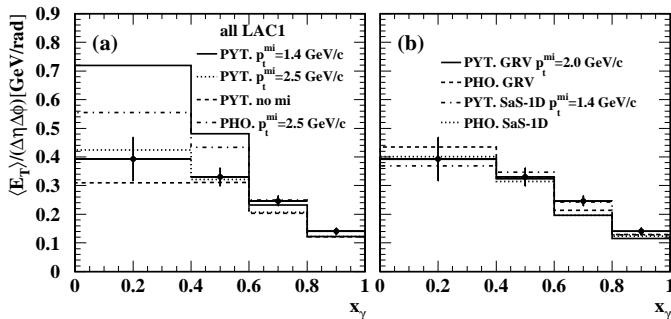 ⟨E_T⟩/(ΔηΔϕ)[GeV/rad]
0.9
0.8
0.7
0.6
0.5
0.4
0.3
0.2
0.1
0
(a)
all LAC1
PYT. p_t^mi=1.4 GeV/c
PYT. p_t^mi=2.5 GeV/c
PYT. no mi
PHO. p_t^mi=2.5 GeV/c
0 0.2 0.4 0.6 0.8 1
x_γ
(b)
PYT. GRV p_t^mi=2.0 GeV/c
PHO. GRV
PYT. SaS-1D p_t^mi=1.4 GeV/c
PHO. SaS-1D
0 0.2 0.4 0.6 0.8 1
x_γ